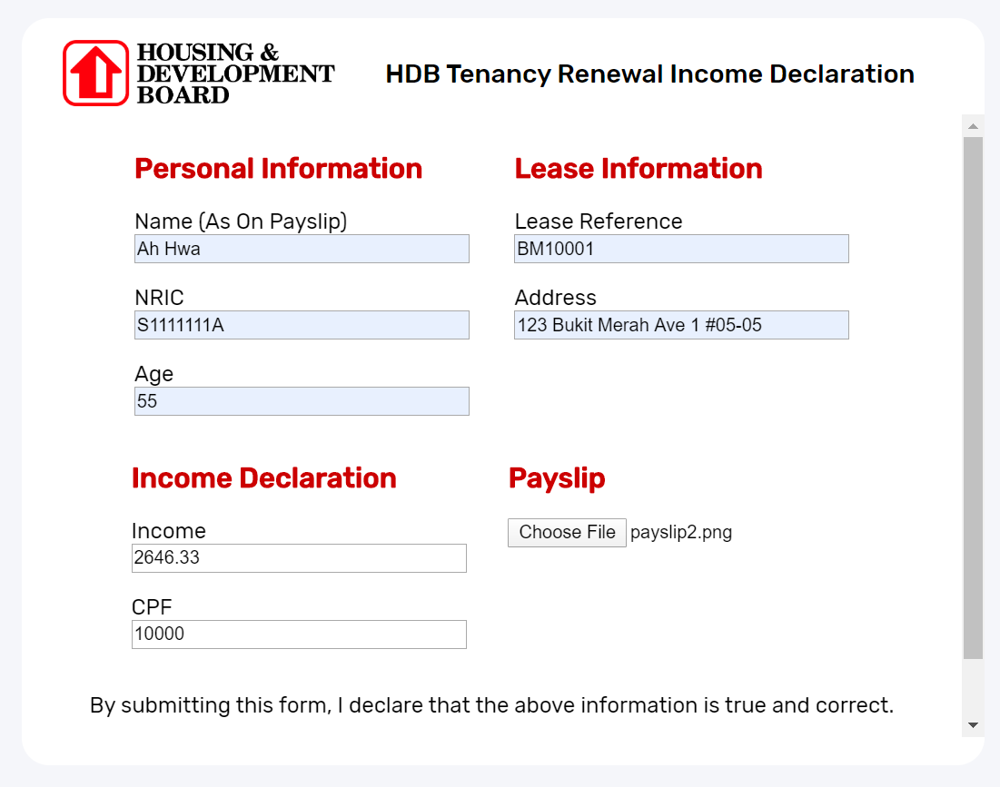 HOUSING &
DEVELOPMENT
BOARD
HDB Tenancy Renewal Income Declaration
Personal Information
Name (As On Payslip)
Ah Hwa
NRIC
S1111111A
Age
55
Lease Information
Lease Reference
BM10001
Address
123 Bukit Merah Ave 1 #05-05
Income Declaration
Income
2646.33
CPF
10000
Payslip
Choose File payslip2.png
By submitting this form, I declare that the above information is true and correct.